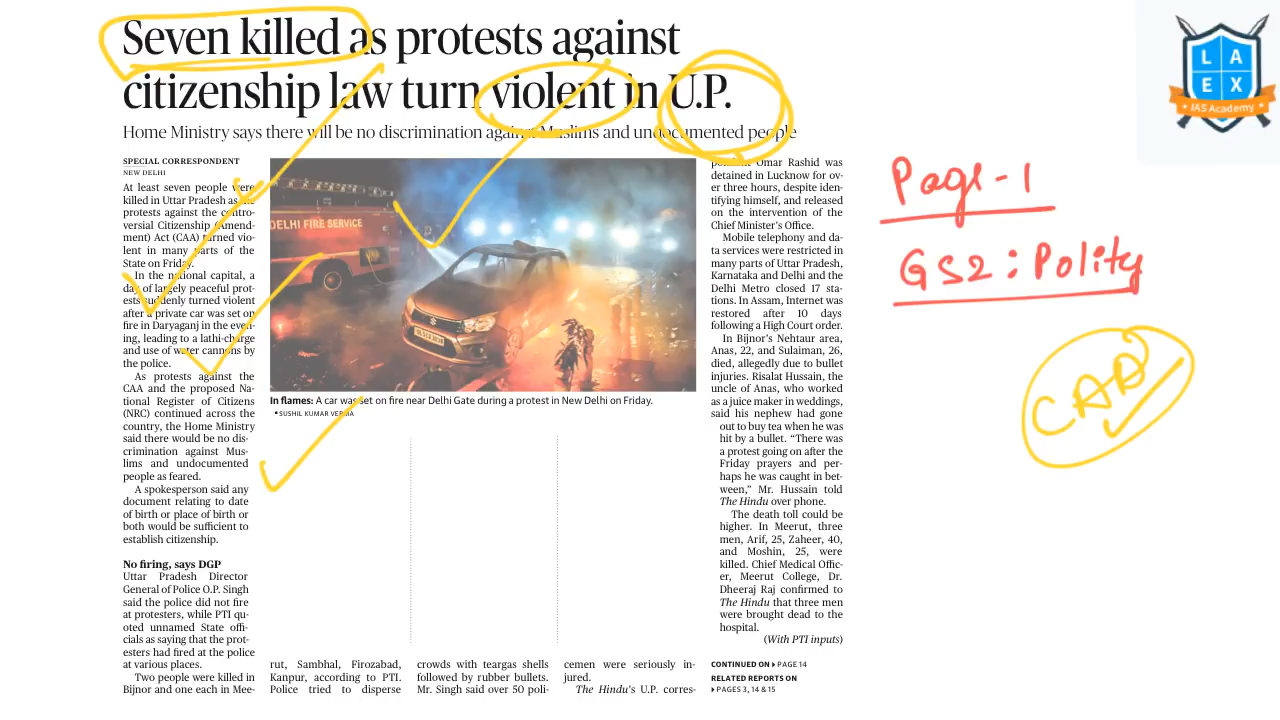 Seven killed as protests against
citizenship law turn violent in U.P.
Home Ministry says there will be no discrimination against Muslims and undocumented people
SPECIAL CORRESPONDENT
NEW DELHI
At least seven people were
killed in Uttar Pradesh as the
protests against the contro-
versial Citizenship (Amend-
ment) Act (CAA) turned vio-
lent in many parts of the
State on Friday.
In the national capital, a
day of largely peaceful prot-
ests suddenly turned violent
after a private car was set on
fire in Daryaganj in the even-
ing, leading to a lathi-charge
and use of water cannons by
the police.
As protests against the
CAA and the proposed Na-
tional Register of Citizens
(NRC) continued across the
country, the Home Ministry
said there would be no dis-
crimination against Mus-
lims and undocumented
people as feared.
A spokesperson said any
document relating to date
of birth or place of birth or
both would be sufficient to
establish citizenship.
No firing, says DGP
Uttar Pradesh Director
General of Police O.P. Singh
said the police did not fire
at protesters, while PTI qu-
oted unnamed State offi-
cials as saying that the prot-
esters had fired at the police
at various places.
Two people were killed in
Bijnor and one each in Mee-
DELHI FIRE SERVICE
In flames: A car was set on fire near Delhi Gate during a protest in New Delhi on Friday.
▪ SUSHIL KUMAR VERMA
rut, Sambhal, Firozabad,
Kanpur, according to PTI.
Police tried to disperse
crowds with teargas shells
followed by rubber bullets.
Mr. Singh said over 50 poli-
cemen were seriously in-
jured.
The Hindu's U.P. corres-
pondent Omar Rashid was
detained in Lucknow for ov-
er three hours, despite iden-
tifying himself, and released
on the intervention of the
Chief Minister's Office.
Mobile telephony and da-
ta services were restricted in
many parts of Uttar Pradesh,
Karnataka and Delhi and the
Delhi Metro closed 17 sta-
tions. In Assam, Internet was
restored after 10 days
following a High Court order.
In Bijnor's Nehtaur area,
Anas, 22, and Sulaiman, 26,
died, allegedly due to bullet
injuries. Risalat Hussain, the
uncle of Anas, who worked
as a juice maker in weddings,
said his nephew had gone
out to buy tea when he was
hit by a bullet. “There was
a protest going on after the
Friday prayers and per-
haps he was caught in bet-
ween,” Mr. Hussain told
The Hindu over phone.
The death toll could be
higher. In Meerut, three
men, Arif, 25, Zaheer, 40,
and Moshin, 25, were
killed. Chief Medical Offic-
er, Meerut College, Dr.
Dheeraj Raj confirmed to
The Hindu that three men
were brought dead to the
hospital.
(With PTI inputs)
CONTINUED ON ▸ PAGE 14
RELATED REPORTS ON
▸ PAGES 3, 14 & 15
Page-1
GS2: Polity
CAB
L A
E X
IAS Academy